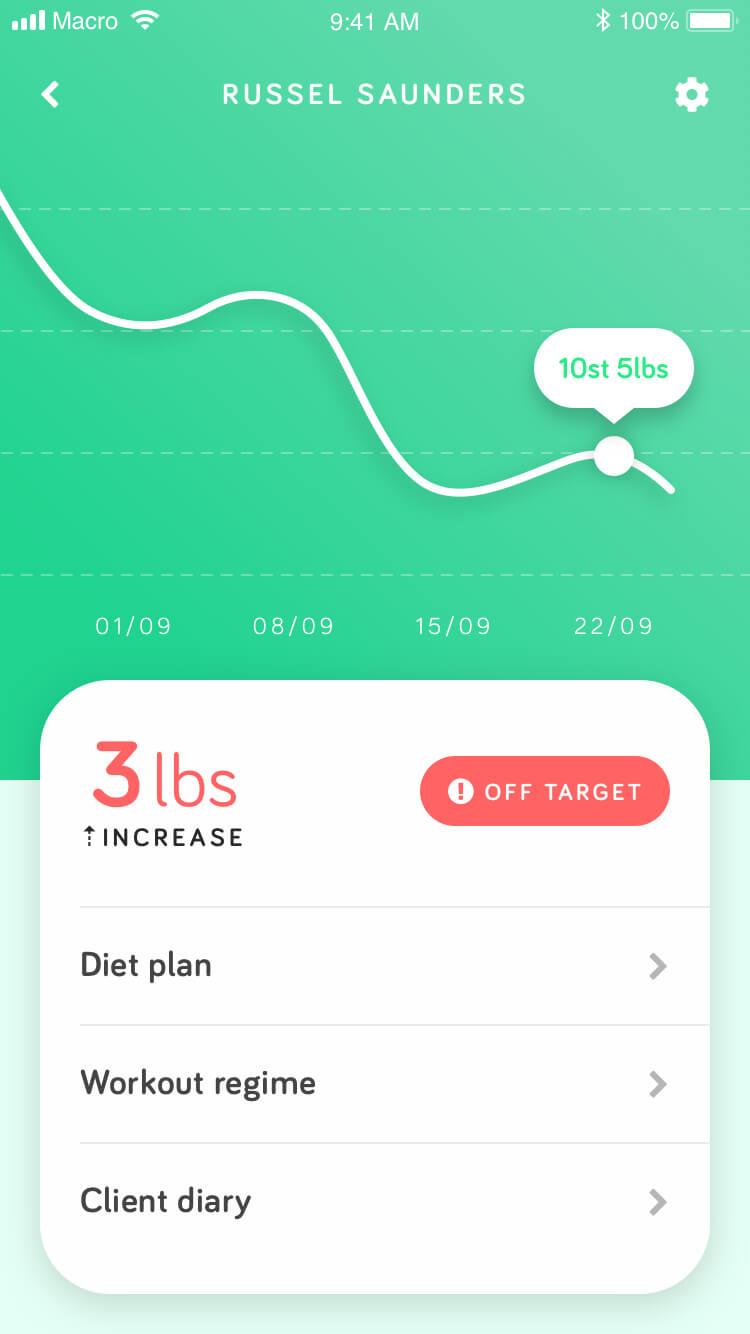 Macro 9:41 AM 100%
RUSSEL SAUNDERS
10st 5lbs
01/09 08/09 15/09 22/09
3 lbs
INCREASE
OFF TARGET
Diet plan
Workout regime
Client diary